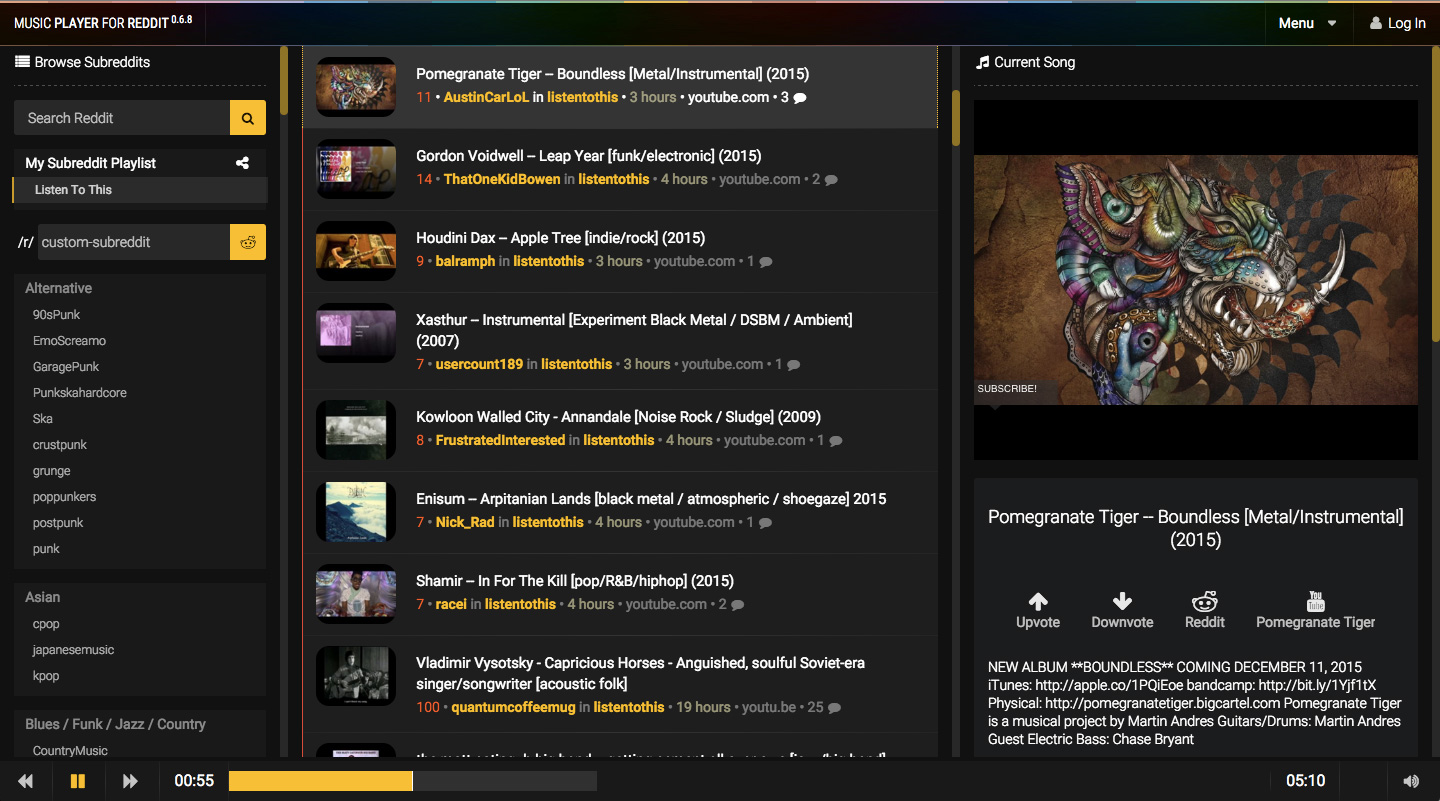 MUSIC PLAYER FOR REDDIT 0.6.8
Menu
Log In
Browse Subreddits
Search Reddit
My Subreddit Playlist
Listen To This
/r/ custom-subreddit
Alternative
90sPunk
EmoScreamo
GaragePunk
Punkskahardcore
Ska
crustpunk
grunge
poppunkers
postpunk
punk
Asian
cpop
japanesemusic
kpop
Blues / Funk / Jazz / Country
CountryMusic
Pomegranate Tiger -- Boundless [Metal/Instrumental] (2015)
11 • AustinCarLoL in listentothis • 3 hours • youtube.com • 3
Gordon Voidwell -- Leap Year [funk/electronic] (2015)
14 • ThatOneKidBowen in listentothis • 4 hours • youtube.com • 2
Houdini Dax -- Apple Tree [indie/rock] (2015)
9 • balramph in listentothis • 3 hours • youtube.com • 1
Xasthur -- Instrumental [Experiment Black Metal / DSBM / Ambient]
(2007)
7 • usercount189 in listentothis • 3 hours • youtube.com • 1
Kowloon Walled City - Annandale [Noise Rock / Sludge] (2009)
8 • FrustratedInterested in listentothis • 4 hours • youtube.com • 1
Enisum -- Arpitanian Lands [black metal / atmospheric / shoegaze] 2015
7 • Nick_Rad in listentothis • 4 hours • youtube.com • 1
Shamir -- In For The Kill [pop/R&B/hiphop] (2015)
7 • racei in listentothis • 4 hours • youtube.com • 2
Vladimir Vysotsky - Capricious Horses - Anguished, soulful Soviet-era
singer/songwriter [acoustic folk]
100 • quantumcoffeemug in listentothis • 19 hours • youtu.be • 25
Current Song
SUBSCRIBE!
Pomegranate Tiger -- Boundless [Metal/Instrumental]
(2015)
Upvote
Downvote
Reddit
You Tube
Pomegranate Tiger
NEW ALBUM **BOUNDLESS** COMING DECEMBER 11, 2015
iTunes: http://apple.co/1PQiEoe bandcamp: http://bit.ly/1Yjf1tX
Physical: http://pomegranatetiger.bigcartel.com Pomegranate Tiger
is a musical project by Martin Andres Guitars/Drums: Martin Andres
Guest Electric Bass: Chase Bryant
00:55
05:10